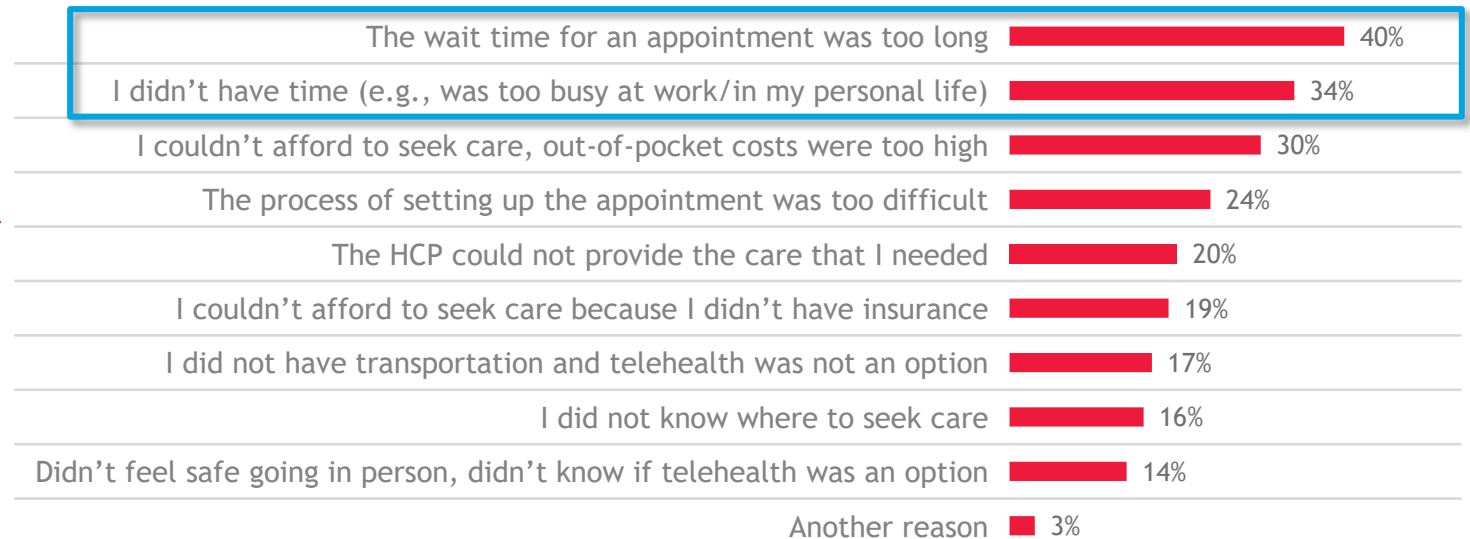 The wait time for an appointment was too long 40%
I didn’t have time (e.g., was too busy at work/in my personal life) 34%
I couldn’t afford to seek care, out-of-pocket costs were too high 30%
The process of setting up the appointment was too difficult 24%
The HCP could not provide the care that I needed 20%
I couldn’t afford to seek care because I didn’t have insurance 19%
I did not have transportation and telehealth was not an option 17%
I did not know where to seek care 16%
Didn’t feel safe going in person, didn’t know if telehealth was an option 14%
Another reason 3%